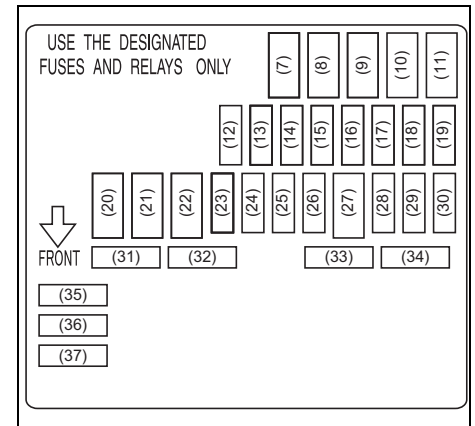 USE THE DESIGNATED
FUSES AND RELAYS ONLY
(7) (8) (9) (10) (11)
(12) (13) (14) (15) (16) (17) (18) (19)
(20) (21) (22) (23) (24) (25) (26) (27) (28) (29) (30)
FRONT (31) (32) (33) (34)
(35)
(36)
(37)